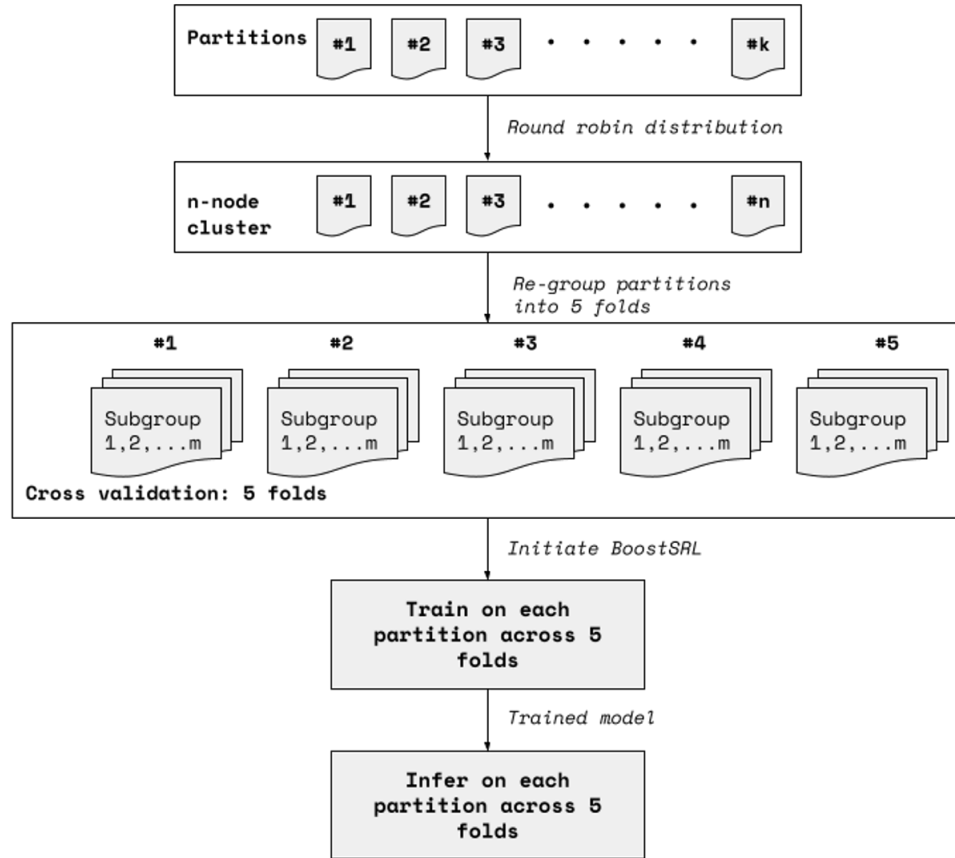 Partitions #1 #2 #3 . . . . . #k
Round robin distribution
n-node
cluster
#1 #2 #3 . . . . . #n
Re-group partitions
into 5 folds
#1 #2 #3 #4 #5
Subgroup Subgroup Subgroup Subgroup Subgroup
1,2,...m 1,2,...m 1,2,...m 1,2,...m 1,2,...m
Cross validation: 5 folds
Initiate BoostSRL
Train on each
partition across 5
folds
Trained model
Infer on each
partition across 5
folds